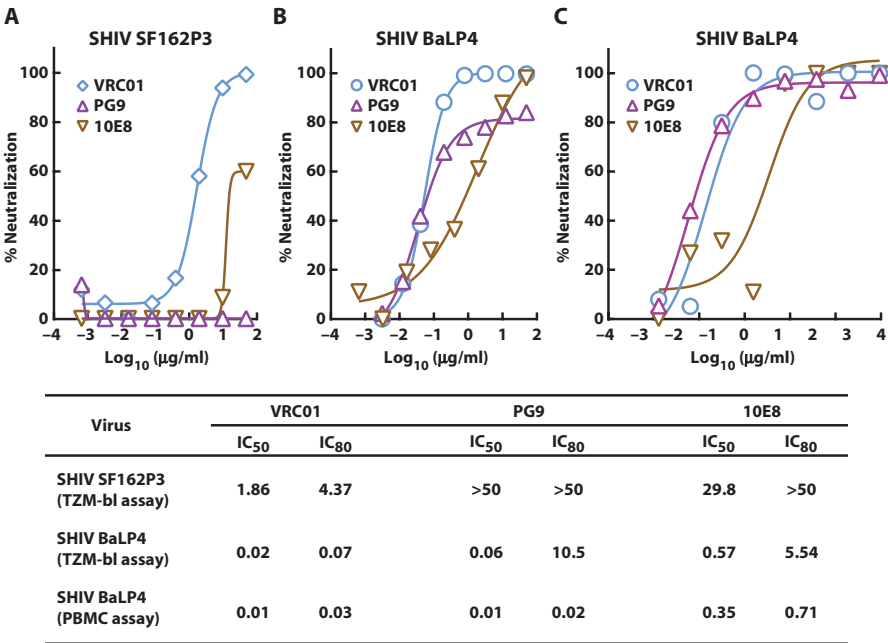 A
SHIV SF162P3
% Neutralization
100
80
60
40
20
0
VRC01
PG9
10E8
−4 −3 −2 −1 0 1 2
Log10 (μg/ml)
B
SHIV BaLP4
% Neutralization
100
80
60
40
20
0
VRC01
PG9
10E8
−4 −3 −2 −1 0 1 2
Log10 (μg/ml)
C
SHIV BaLP4
% Neutralization
100
80
60
40
20
0
VRC01
PG9
10E8
−4 −3 −2 −1 0 1 2 3 4
Log10 (μg/ml)
Virus VRC01 PG9 10E8
IC50 IC80 IC50 IC80 IC50 IC80
SHIV SF162P3
(TZM-bl assay) 1.86 4.37 >50 >50 29.8 >50
SHIV BaLP4
(TZM-bl assay) 0.02 0.07 0.06 10.5 0.57 5.54
SHIV BaLP4
(PBMC assay) 0.01 0.03 0.01 0.02 0.35 0.71